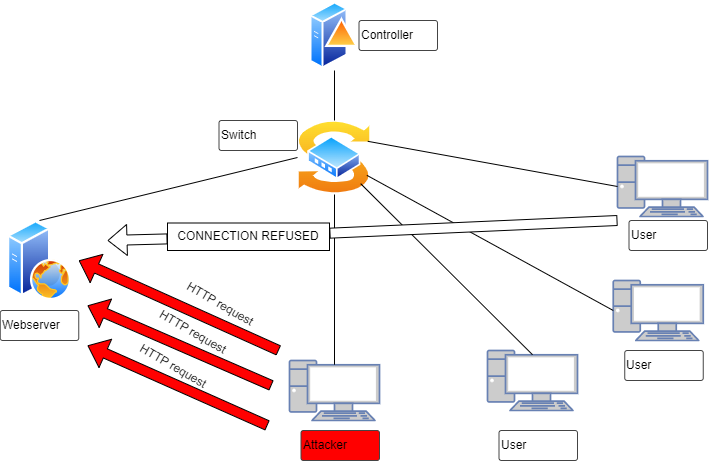 Controller
Switch
User
CONNECTION REFUSED
HTTP request
HTTP request
HTTP request
Webserver
User
Attacker
User